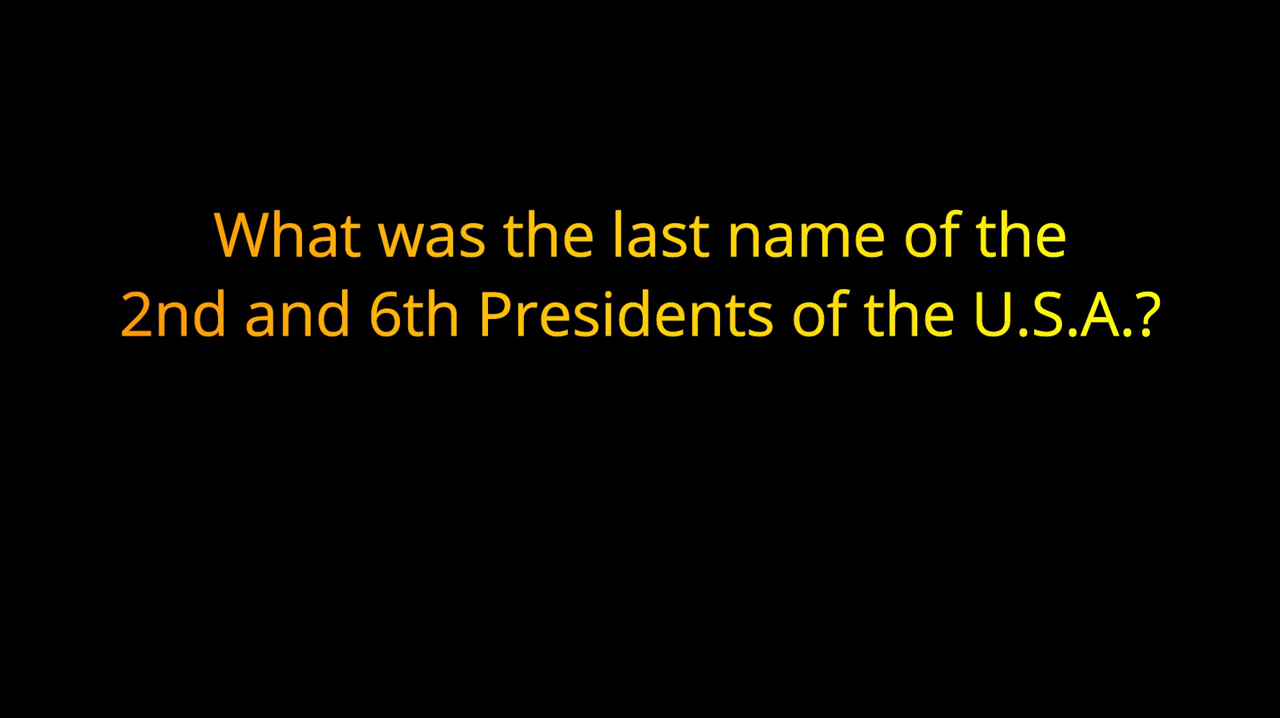 What was the last name of the
2nd and 6th Presidents of the U.S.A.?